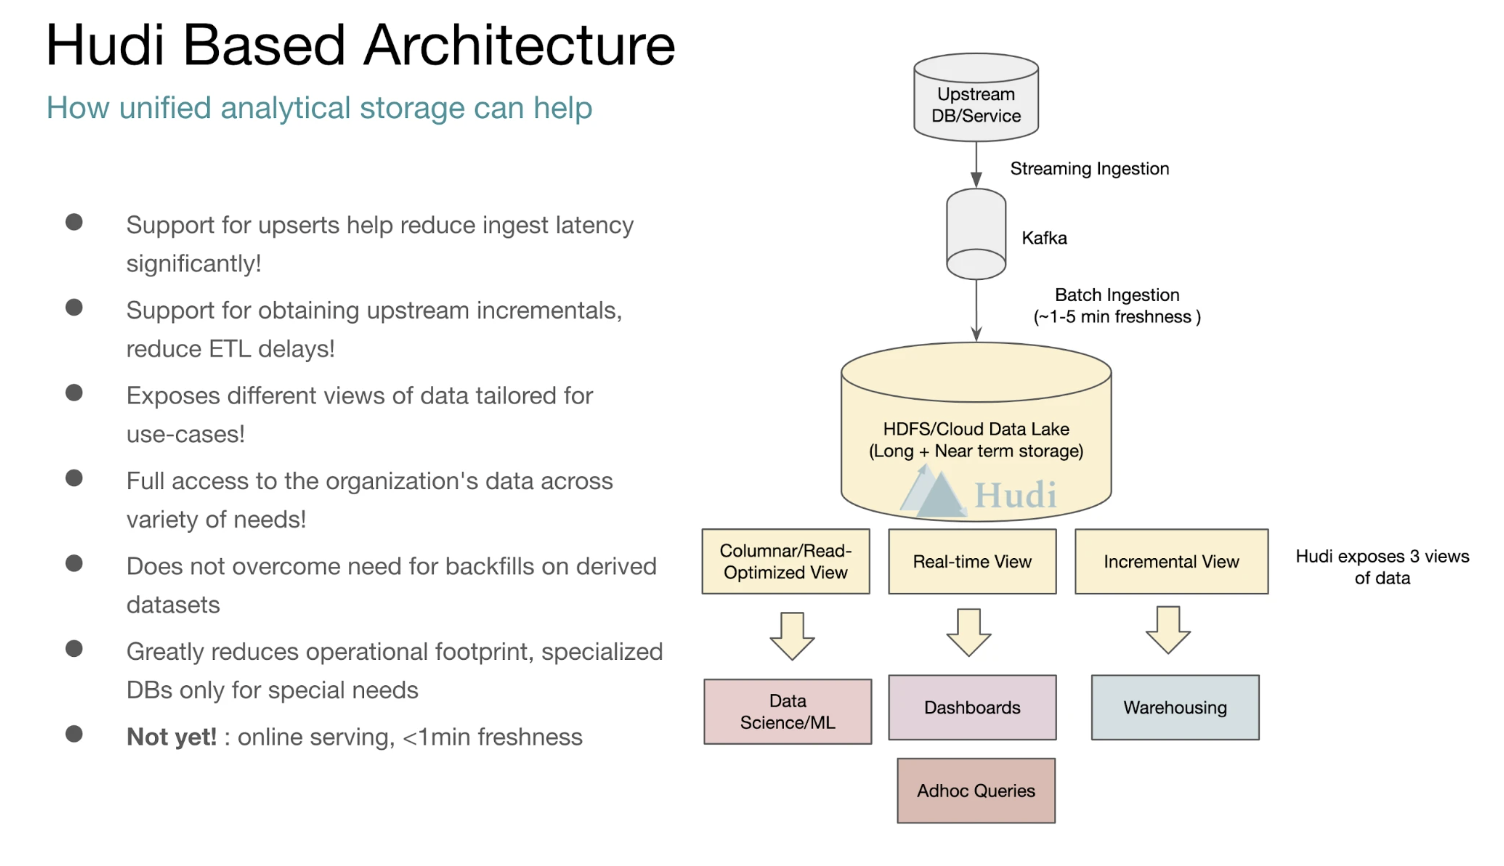 Hudi Based Architecture
How unified analytical storage can help
Support for upserts help reduce ingest latency
significantly!
Support for obtaining upstream incrementals,
reduce ETL delays!
Exposes different views of data tailored for
use-cases!
Full access to the organization's data across
variety of needs!
Does not overcome need for backfills on derived
datasets
Greatly reduces operational footprint, specialized
DBs only for special needs
Not yet! : online serving, <1min freshness
Upstream
DB/Service
Streaming Ingestion
Kafka
Batch Ingestion
(~1-5 min freshness )
HDFS/Cloud Data Lake
(Long + Near term storage)
Hudi
Columnar/Read-
Optimized View
Real-time View
Incremental View
Hudi exposes 3 views
of data
Data
Science/ML
Dashboards
Warehousing
Adhoc Queries